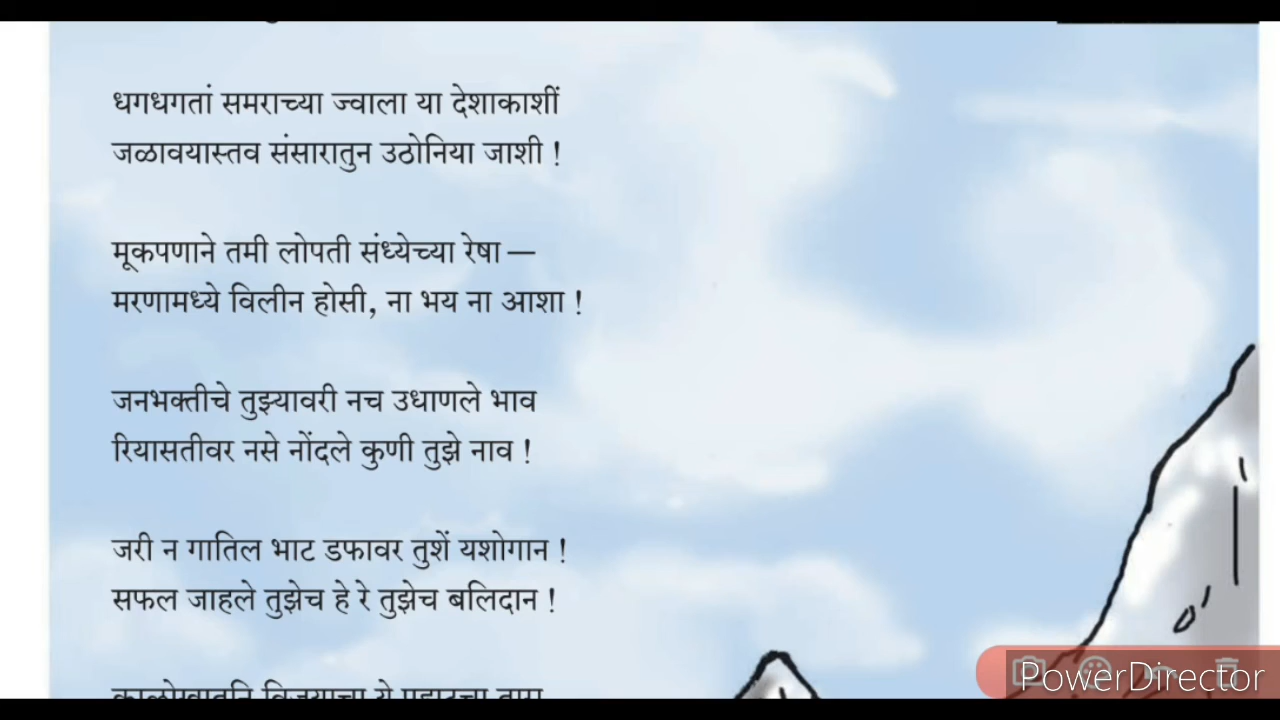 धगधगतां समराच्या ज्वाला या देशाकाशीं
जळावयास्तव संसारातुन उठोनिया जाशी !
मूकपणाने तमी लोपती संध्येच्या रेषा —
मरणामध्ये विलीन होसी, ना भय ना आशा !
जनभक्तीचे तुझ्यावरी नच उधाणले भाव
रियासतीवर नसे नोंदले कुणी तुझे नाव !
जरी न गातिल भाट डफावर तुझें यशोगान !
सफल जाहले तुझेच हे रे तुझेच बलिदान !
PowerDirector